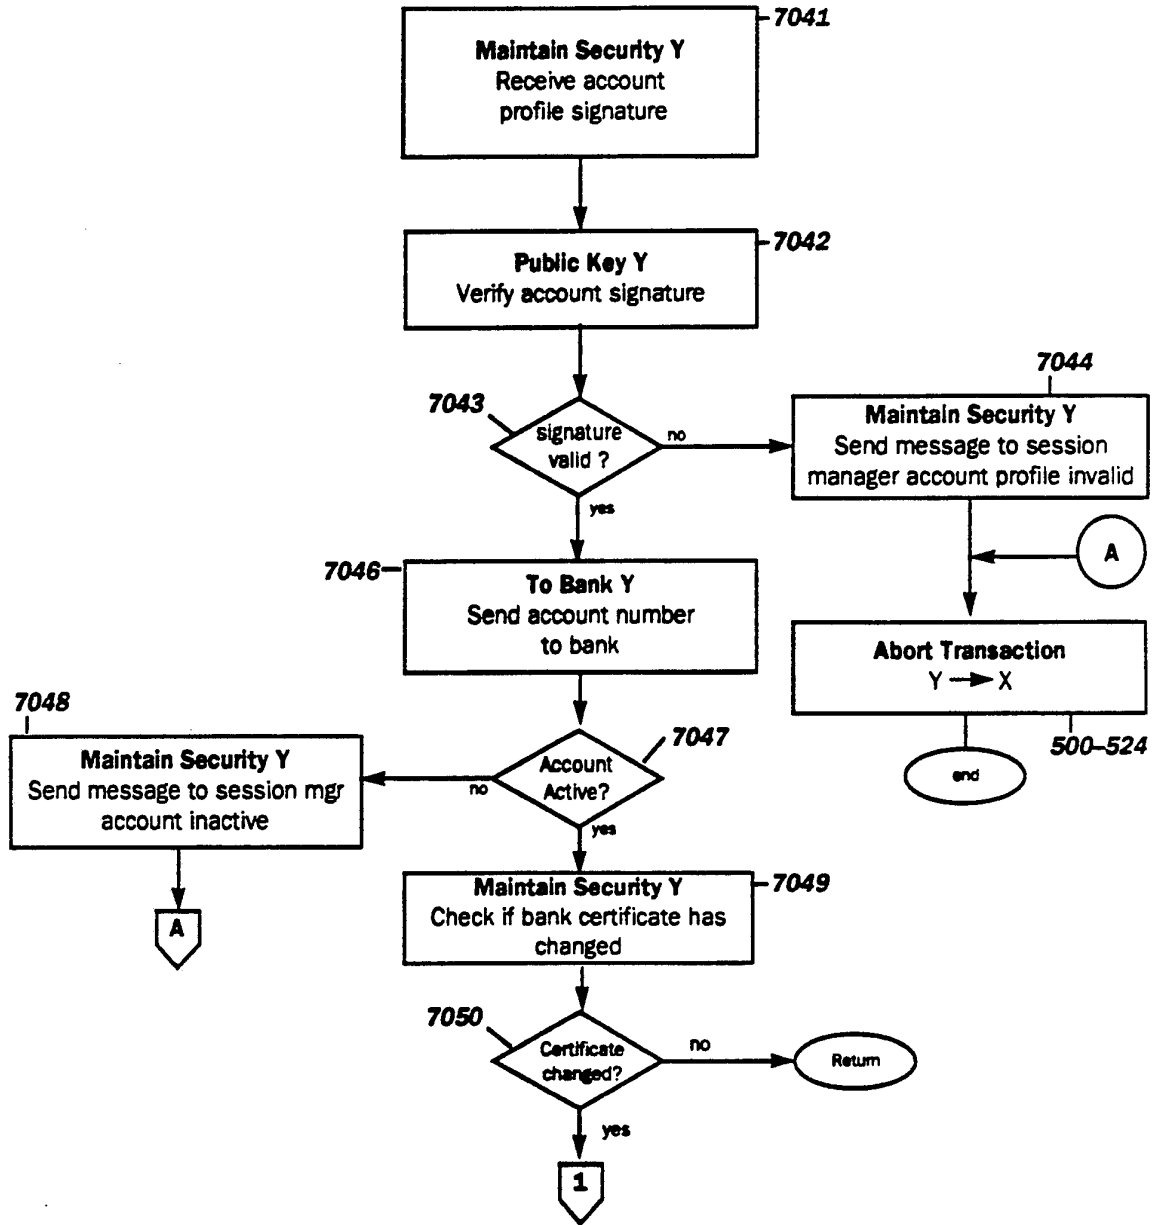 7041
Maintain Security Y
Receive account
profile signature
7042
Public Key Y
Verify account signature
7043
signature
valid ?
no
yes
7044
Maintain Security Y
Send message to session
manager account profile invalid
A
7046
To Bank Y
Send account number
to bank
Abort Transaction
Y → X
500–524
end
7047
Account
Active?
no
yes
7048
Maintain Security Y
Send message to session mgr
account inactive
A
7049
Maintain Security Y
Check if bank certificate has
changed
7050
Certificate
changed?
no
Return
yes
1